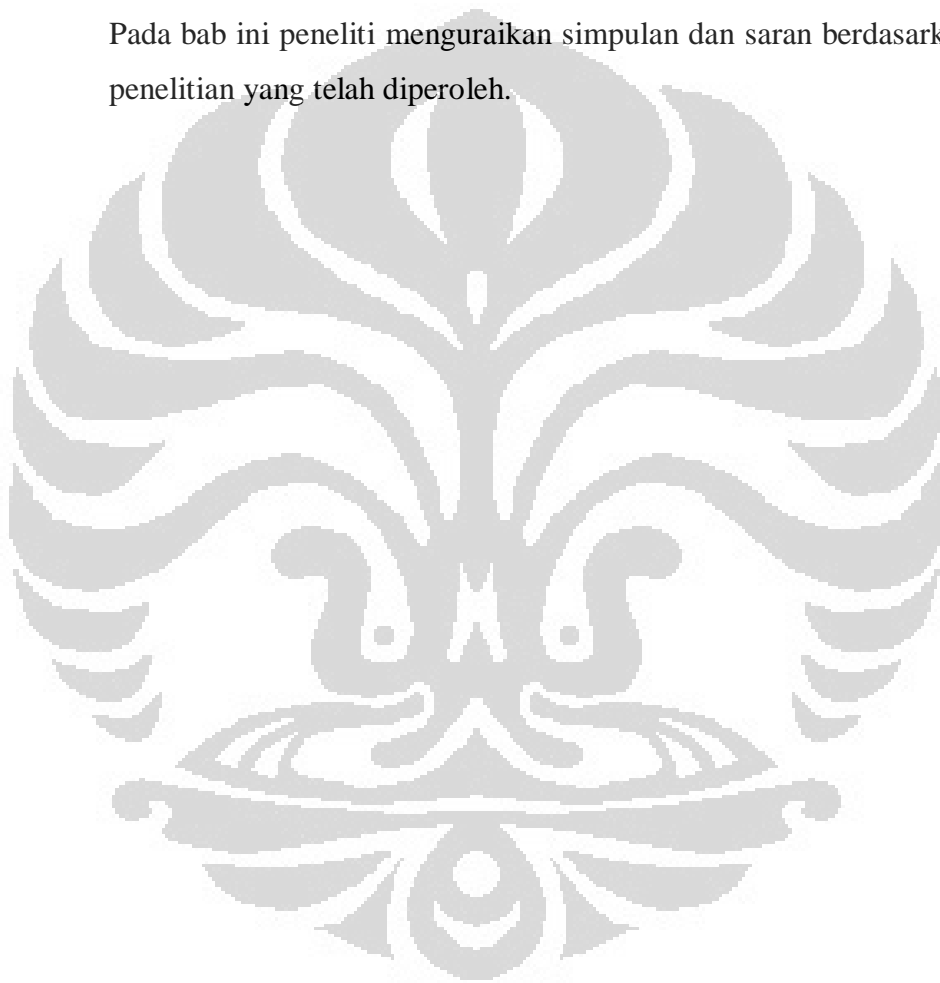 Pada bab ini peneliti menguraikan simpulan dan saran berdasark
penelitian yang telah diperoleh.